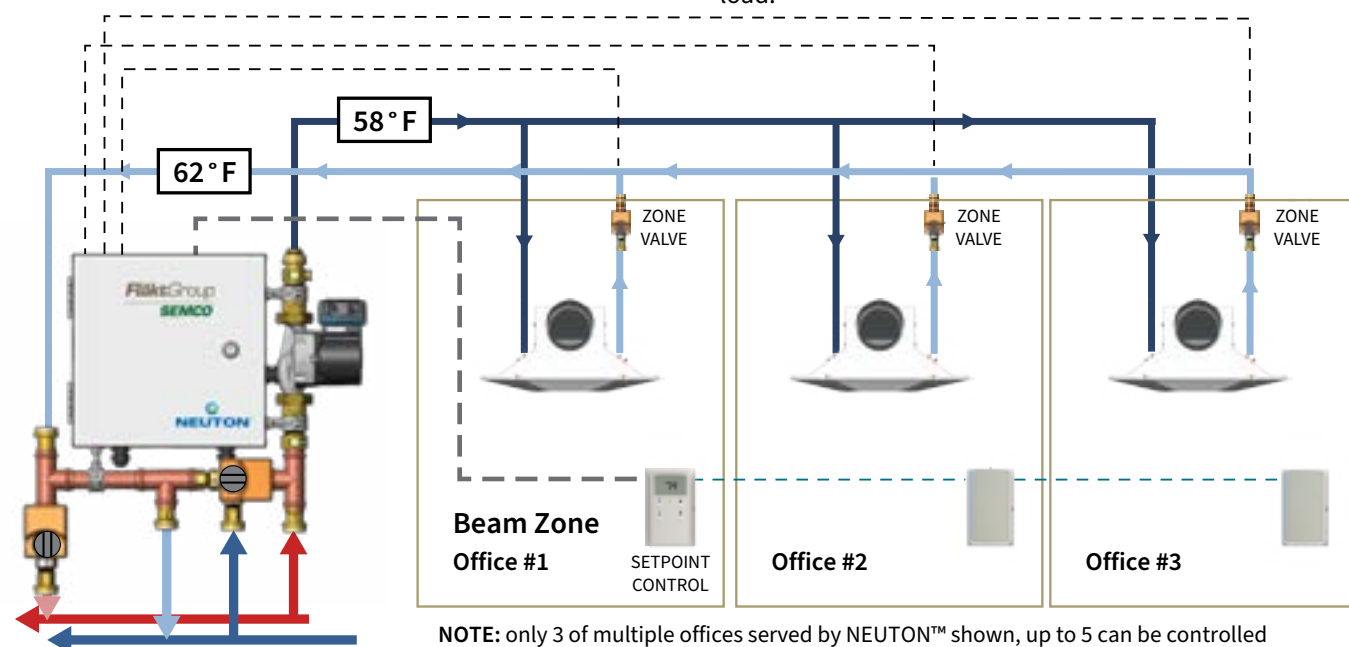 load.
58°F
62°F
ZONE
VALVE
ZONE
VALVE
ZONE
VALVE
FläktGroup
SEMCO
NEUTON
74
Beam Zone
Office #1
SETPOINT
CONTROL
Office #2
Office #3
NOTE: only 3 of multiple offices served by NEUTON™ shown, up to 5 can be controlled